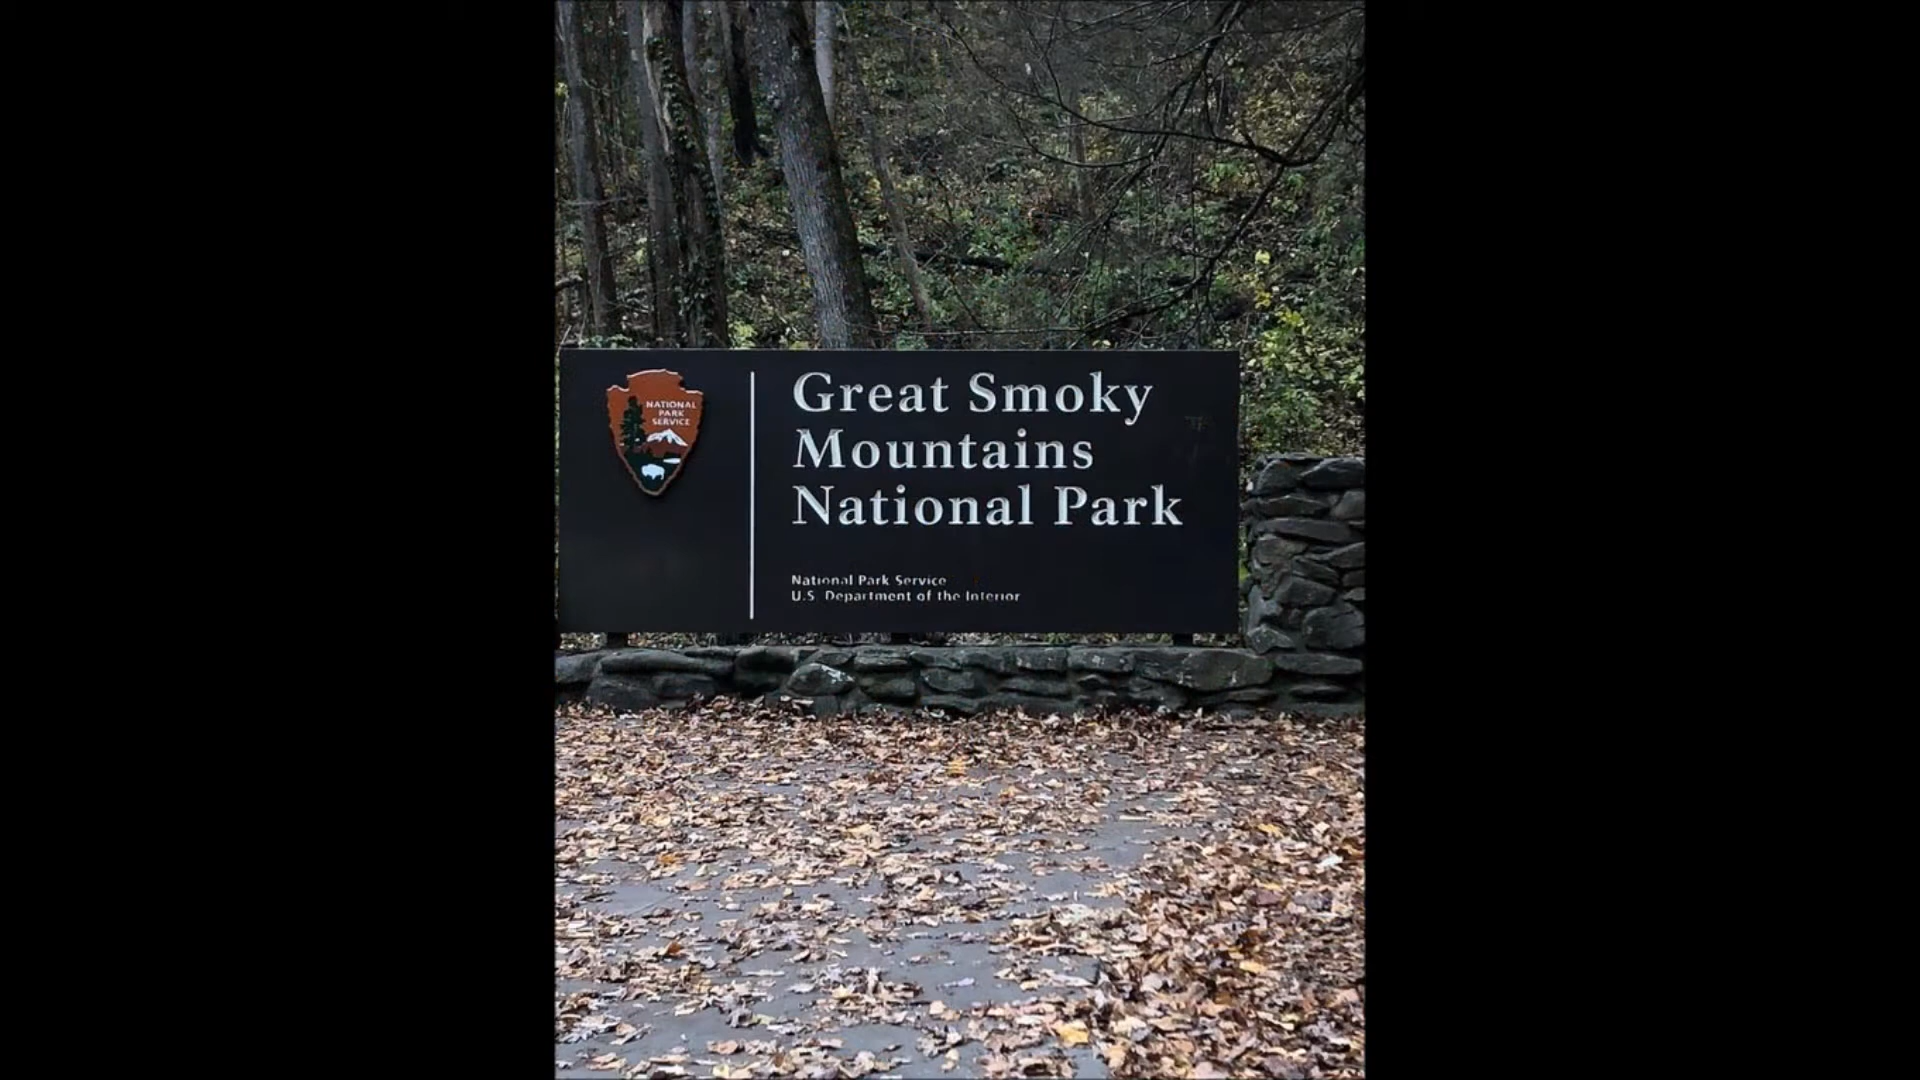 NATIONAL
PARK
SERVICE
Great Smoky
Mountains
National Park
National Park Service
U.S. Department of the Interior